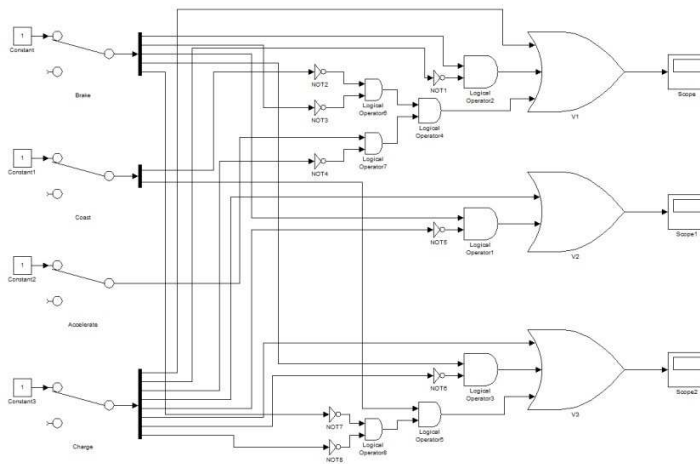 1
Constant
Brake
NOT2
NOT3
Logical
Operator6
NOT1
Logical
Operator2
Logical
Operator4
V1
Scope
1
Constant1
Coast
NOT4
Logical
Operator7
NOT5
Logical
Operator1
V2
Scope1
1
Constant2
Accelerate
1
Constant3
Charge
NOT6
Logical
Operator3
V3
Scope2
NOT7
NOT8
Logical
Operator8
Logical
Operator5